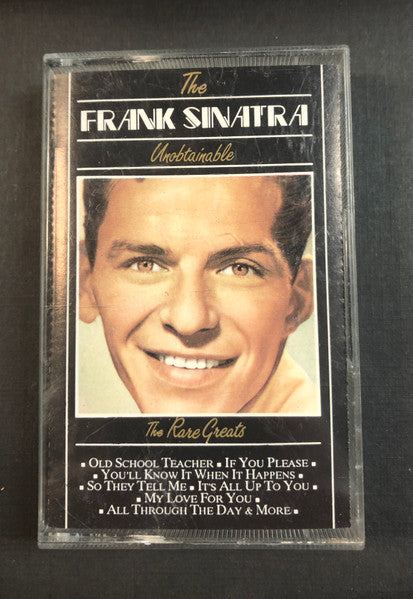 The
FRANK SINATRA
Unobtainable
The Rare Greats
▪ OLD SCHOOL TEACHER ▪ IF YOU PLEASE ▪
▪ YOU'LL KNOW IT WHEN IT HAPPENS ▪
▪ SO THEY TELL ME ▪ IT'S ALL UP TO YOU ▪
▪ MY LOVE FOR YOU ▪
▪ ALL THROUGH THE DAY & MORE ▪